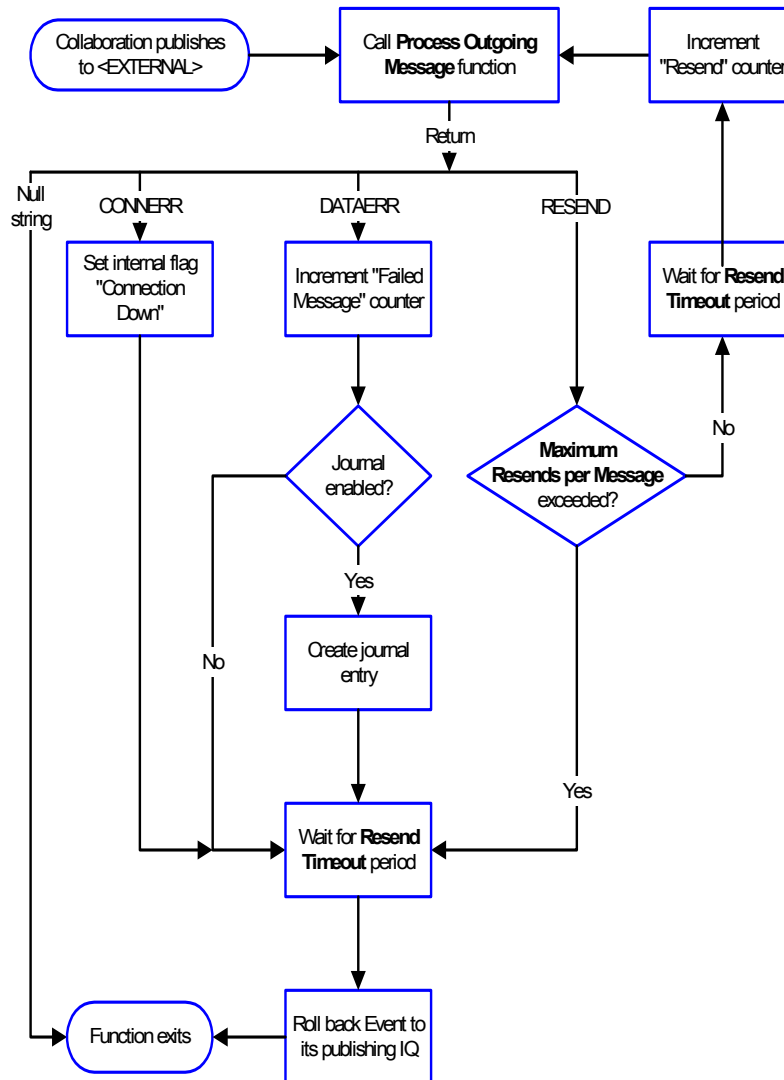 Collaboration publishes
to <EXTERNAL>
Call Process Outgoing
Message function
Increment
"Resend" counter
Return
Null
string
CONNERR
DATAERR
RESEND
Set internal flag
"Connection
Down"
Increment "Failed
Message" counter
Wait for Resend
Timeout period
No
Journal
enabled?
Maximum
Resends per Message
exceeded?
Yes
No
Create journal
entry
Yes
Wait for Resend
Timeout period
Function exits
Roll back Event to
its publishing IQ